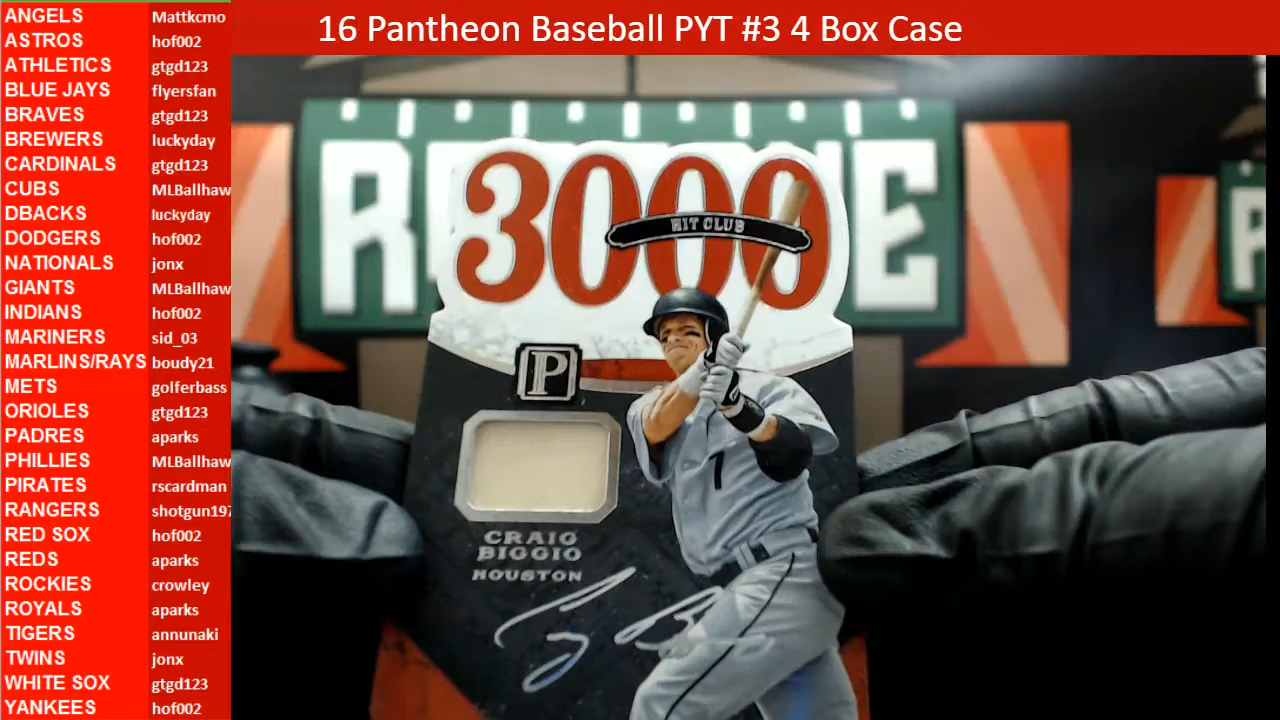 16 Pantheon Baseball PYT #3 4 Box Case
ANGELS Mattkcmo
ASTROS hof002
ATHLETICS gtgd123
BLUE JAYS flyersfan
BRAVES gtgd123
BREWERS luckyday
CARDINALS gtgd123
CUBS MLBallhaw
DBACKS luckyday
DODGERS hof002
NATIONALS jonx
GIANTS MLBallhaw
INDIANS hof002
MARINERS sid_03
MARLINS/RAYS boudy21
METS golferbass
ORIOLES gtgd123
PADRES aparks
PHILLIES MLBallhaw
PIRATES rscardman
RANGERS shotgun197
RED SOX hof002
REDS aparks
ROCKIES crowley
ROYALS aparks
TIGERS annunaki
TWINS jonx
WHITE SOX gtgd123
YANKEES hof002
3000
HIT CLUB
P
CRAIG
BIGGIO
HOUSTON
7